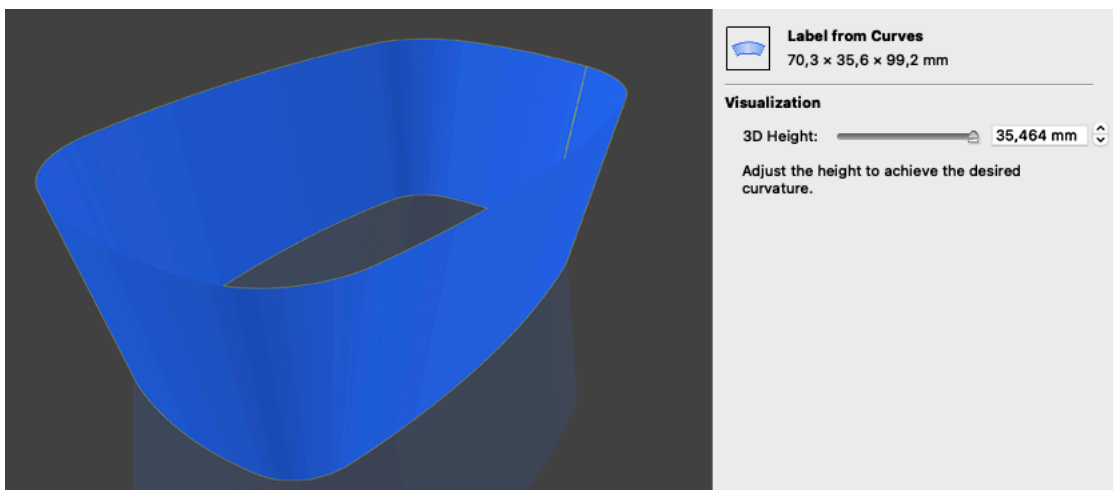 Label from Curves
70,3 × 35,6 × 99,2 mm
Visualization
3D Height: 35,464 mm
Adjust the height to achieve the desired
curvature.